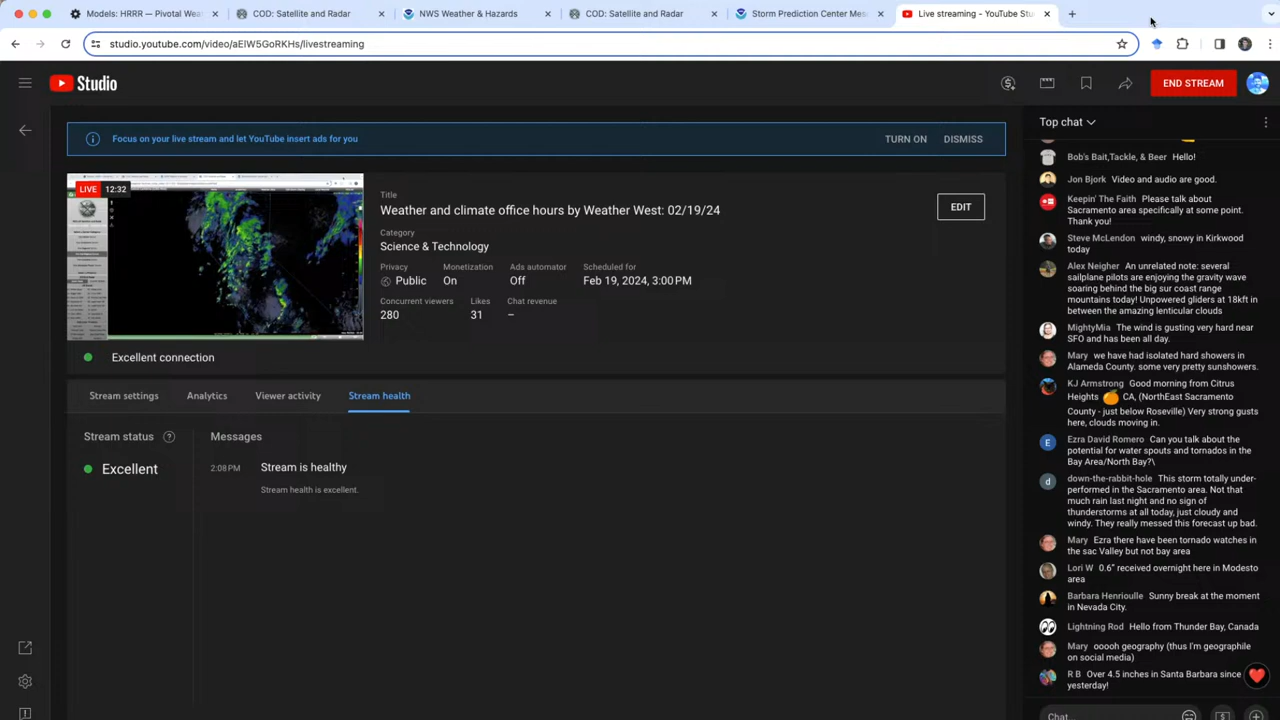 Models: HRRR — Pivotal Wea
COD: Satellite and Radar
NWS Weather & Hazards
COD: Satellite and Radar
Storm Prediction Center Mes
Live streaming - YouTube Stu
studio.youtube.com/video/aEIW5GoRKHs/livestreaming
Studio
END STREAM
Focus on your live stream and let YouTube insert ads for you
TURN ON
DISMISS
LIVE 12:32
Title
Weather and climate office hours by Weather West: 02/19/24
EDIT
Category
Science & Technology
Privacy Monetization Ads automator Scheduled for
Public On Off Feb 19, 2024, 3:00 PM
Concurrent viewers Likes Chat revenue
280 31 –
Excellent connection
Stream settings Analytics Viewer activity Stream health
Stream status Messages
Excellent
2:08 PM Stream is healthy
Stream health is excellent.
Top chat
Bob's Bait,Tackle, & Beer Hello!
Jon Bjork Video and audio are good.
Keepin' The Faith Please talk about
Sacramento area specifically at some point.
Thank you!
Steve McLendon windy, snowy in Kirkwood
today
Alex Neigher An unrelated note: several
sailplane pilots are enjoying the gravity wave
soaring behind the big sur coast range
mountains today! Unpowered gliders at 18kft in
between the amazing lenticular clouds
MightyMia The wind is gusting very hard near
SFO and has been all day.
Mary we have had isolated hard showers in
Alameda County. some very pretty sunshowers.
KJ Armstrong Good morning from Citrus
Heights 🍊 CA, (NorthEast Sacramento
County - just below Roseville) Very strong gusts
here, clouds moving in.
E
Ezra David Romero Can you talk about the
potential for water spouts and tornados in the
Bay Area/North Bay?\
d
down-the-rabbit-hole This storm totally under-
performed in the Sacramento area. Not that
much rain last night and no sign of
thunderstorms at all today, just cloudy and
windy. They really missed this forecast up bad.
Mary Ezra there have been tornado watches in
the sac Valley but not bay area
Lori W 0.6" received overnight here in Modesto
area
Barbara Henrioulle Sunny break at the moment
in Nevada City.
Lightning Rod Hello from Thunder Bay, Canada
Mary ooooh geography (thus I'm geographile
on social media)
R B Over 4.5 inches in Santa Barbara since
yesterday!
Chat...